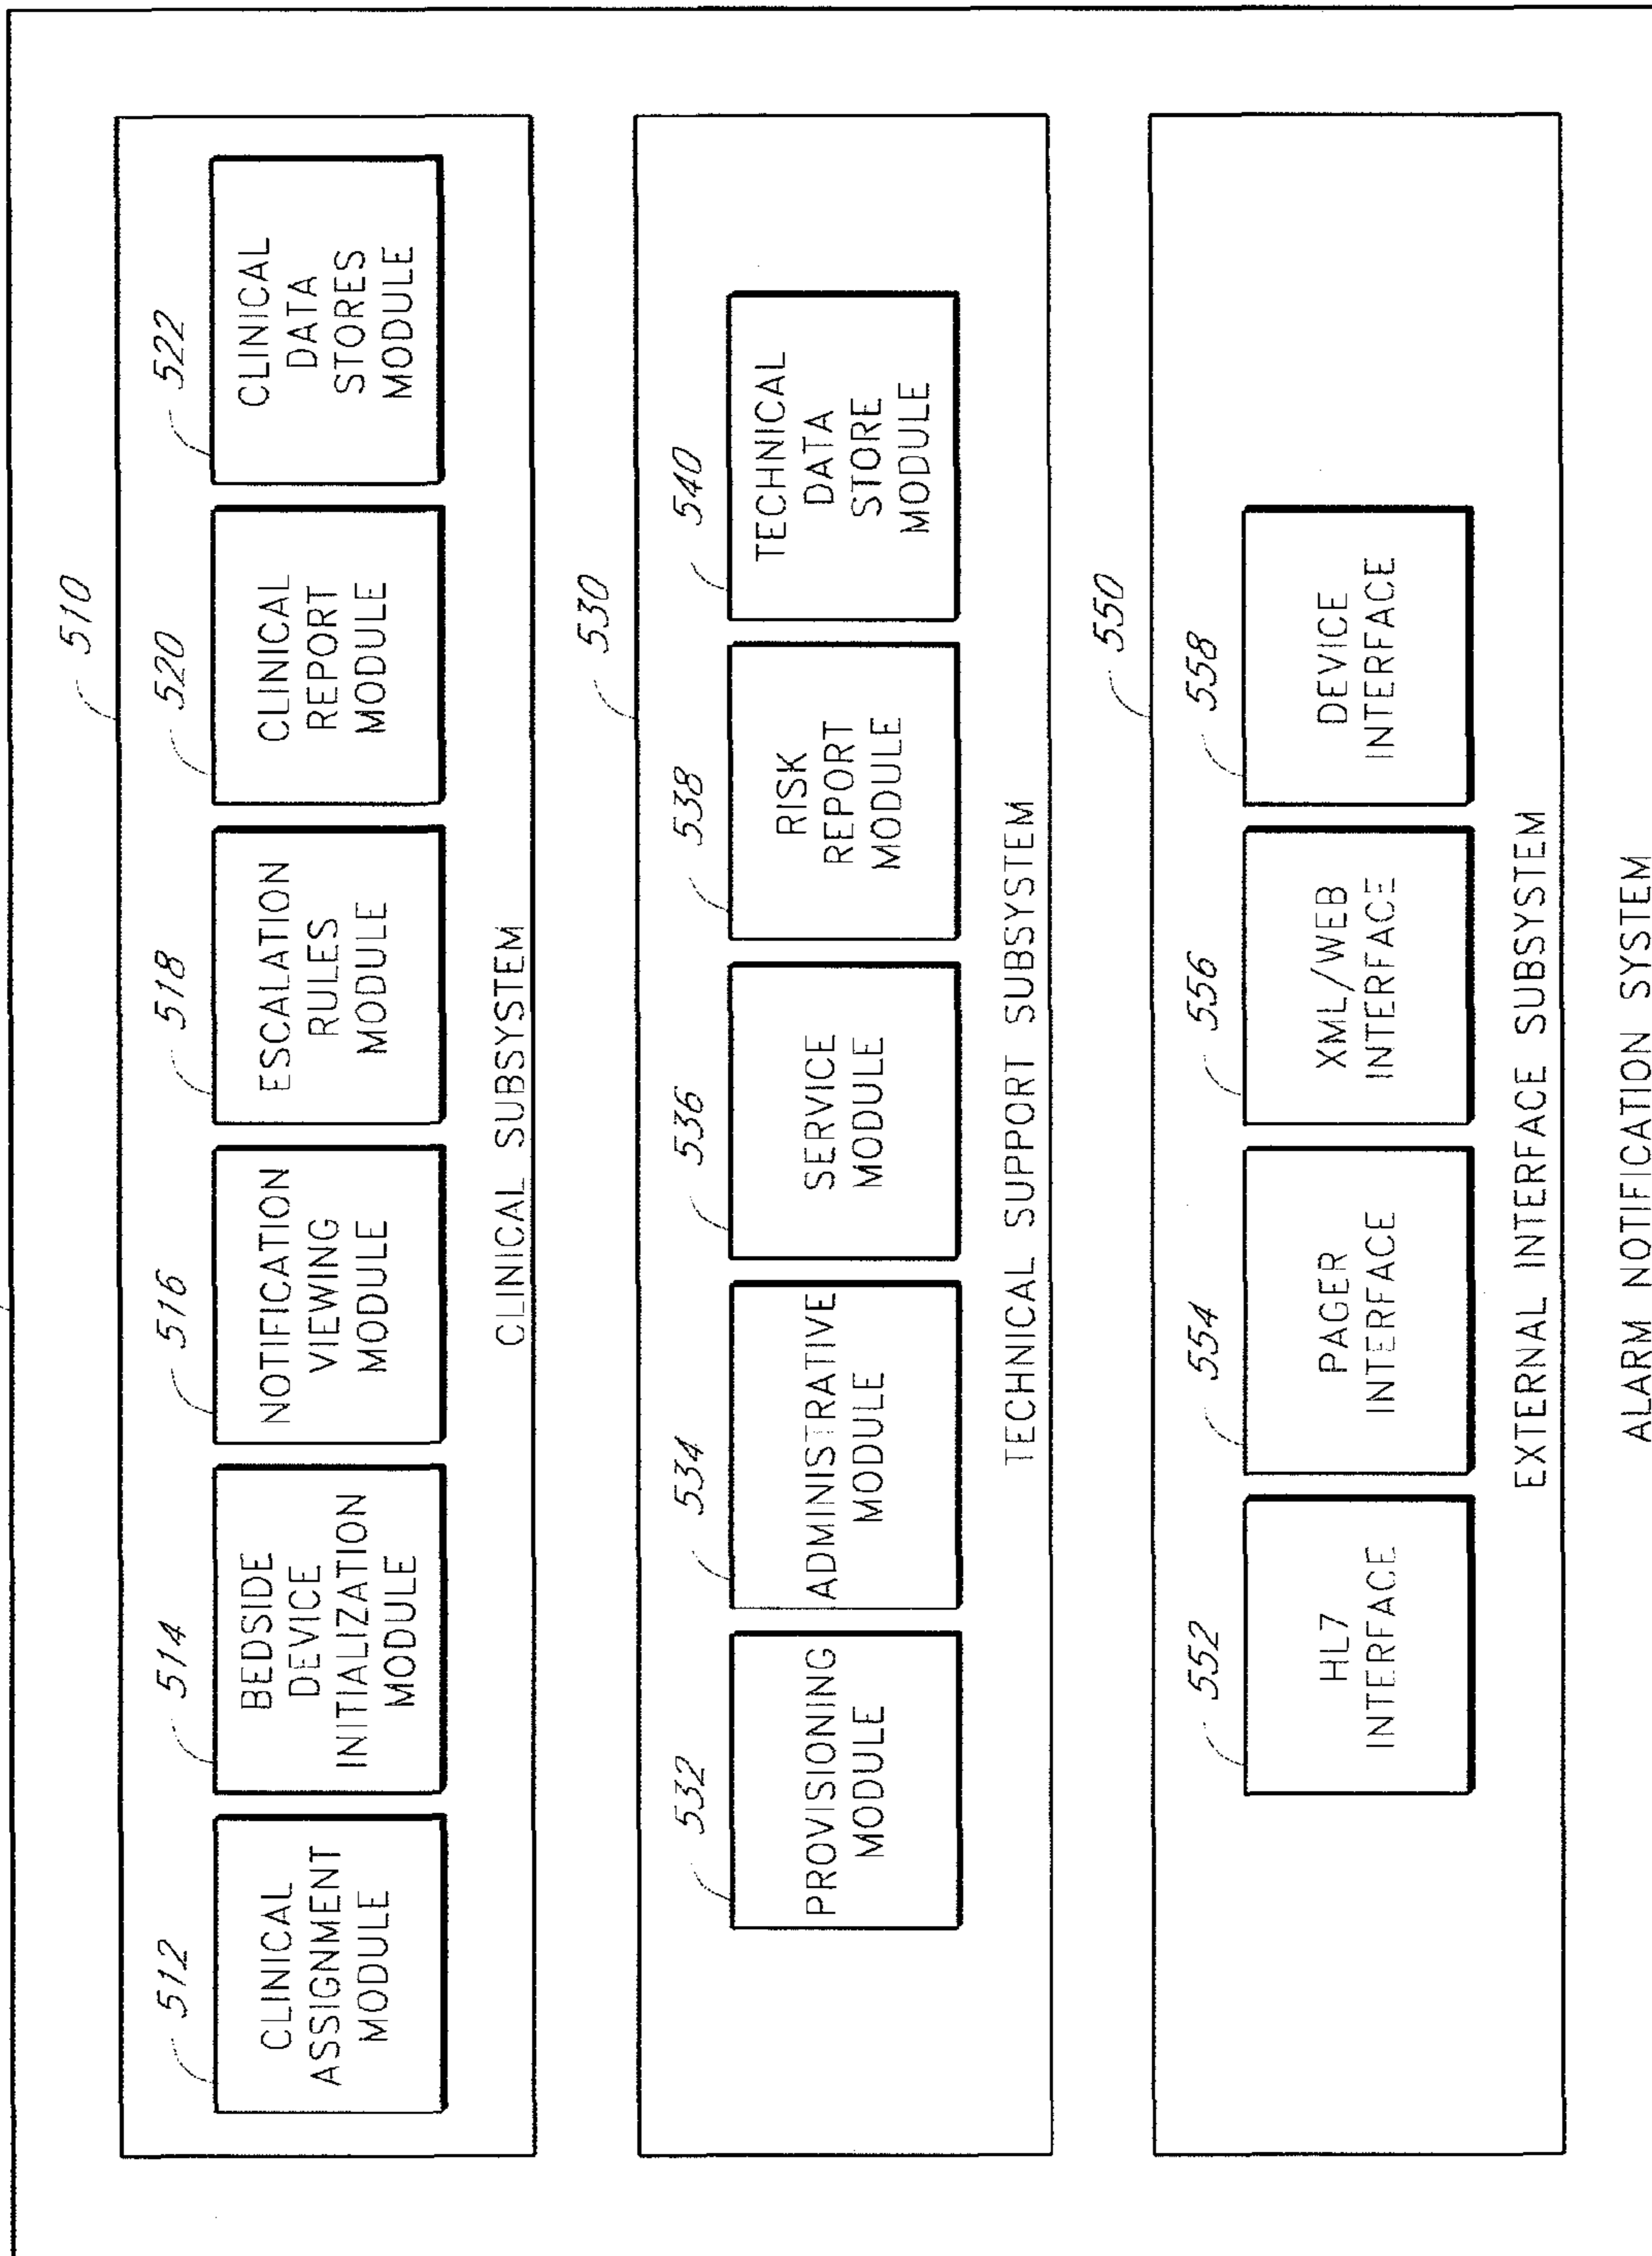 510
512
514
516
518
520
522
CLINICAL
ASSIGNMENT
MODULE
BEDSIDE
DEVICE
INITIALIZATION
MODULE
NOTIFICATION
VIEWING
MODULE
ESCALATION
RULES
MODULE
CLINICAL
REPORT
MODULE
CLINICAL
DATA
STORES
MODULE
CLINICAL SUBSYSTEM
530
532
534
536
538
540
PROVISIONING
MODULE
ADMINISTRATIVE
MODULE
SERVICE
MODULE
RISK
REPORT
MODULE
TECHNICAL
DATA
STORE
MODULE
TECHNICAL SUPPORT SUBSYSTEM
550
552
554
556
558
HL7
INTERFACE
PAGER
INTERFACE
XML/WEB
INTERFACE
DEVICE
INTERFACE
EXTERNAL INTERFACE SUBSYSTEM
ALARM NOTIFICATION SYSTEM